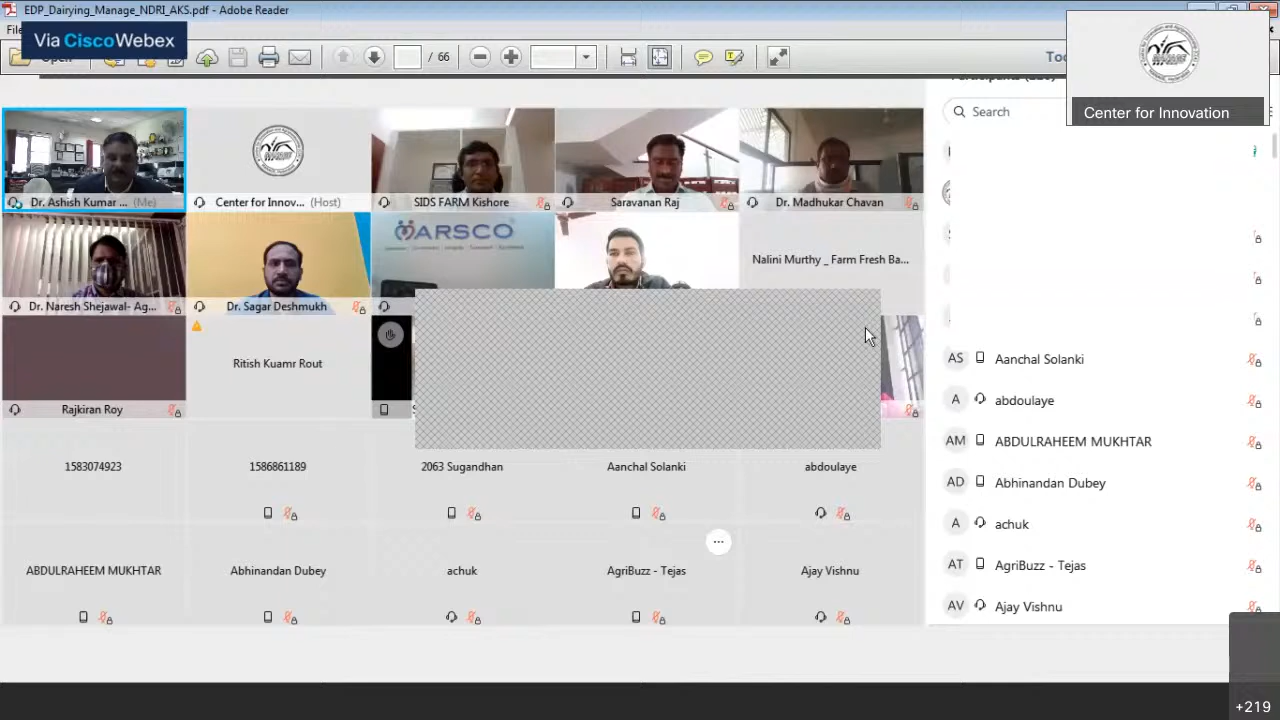 EDP_Dairying_Manage_NDRI_AKS.pdf - Adobe Reader
Via CiscoWebex
/ 66
Center for Innovation
Search
Dr. Ashish Kumar ... (Me)
Center for Innov... (Host)
SIDS FARM Kishore
Saravanan Raj
Dr. Madhukar Chavan
ARSCO
Dr. Naresh Shejawal- Ag...
Dr. Sagar Deshmukh
Nalini Murthy _ Farm Fresh Ba...
Rajkiran Roy
Ritish Kuamr Rout
1583074923
1586861189
2063 Sugandhan
Aanchal Solanki
abdoulaye
ABDULRAHEEM MUKHTAR
Abhinandan Dubey
achuk
AgriBuzz - Tejas
Ajay Vishnu
AS Aanchal Solanki
A abdoulaye
AM ABDULRAHEEM MUKHTAR
AD Abhinandan Dubey
A achuk
AT AgriBuzz - Tejas
AV Ajay Vishnu
+219